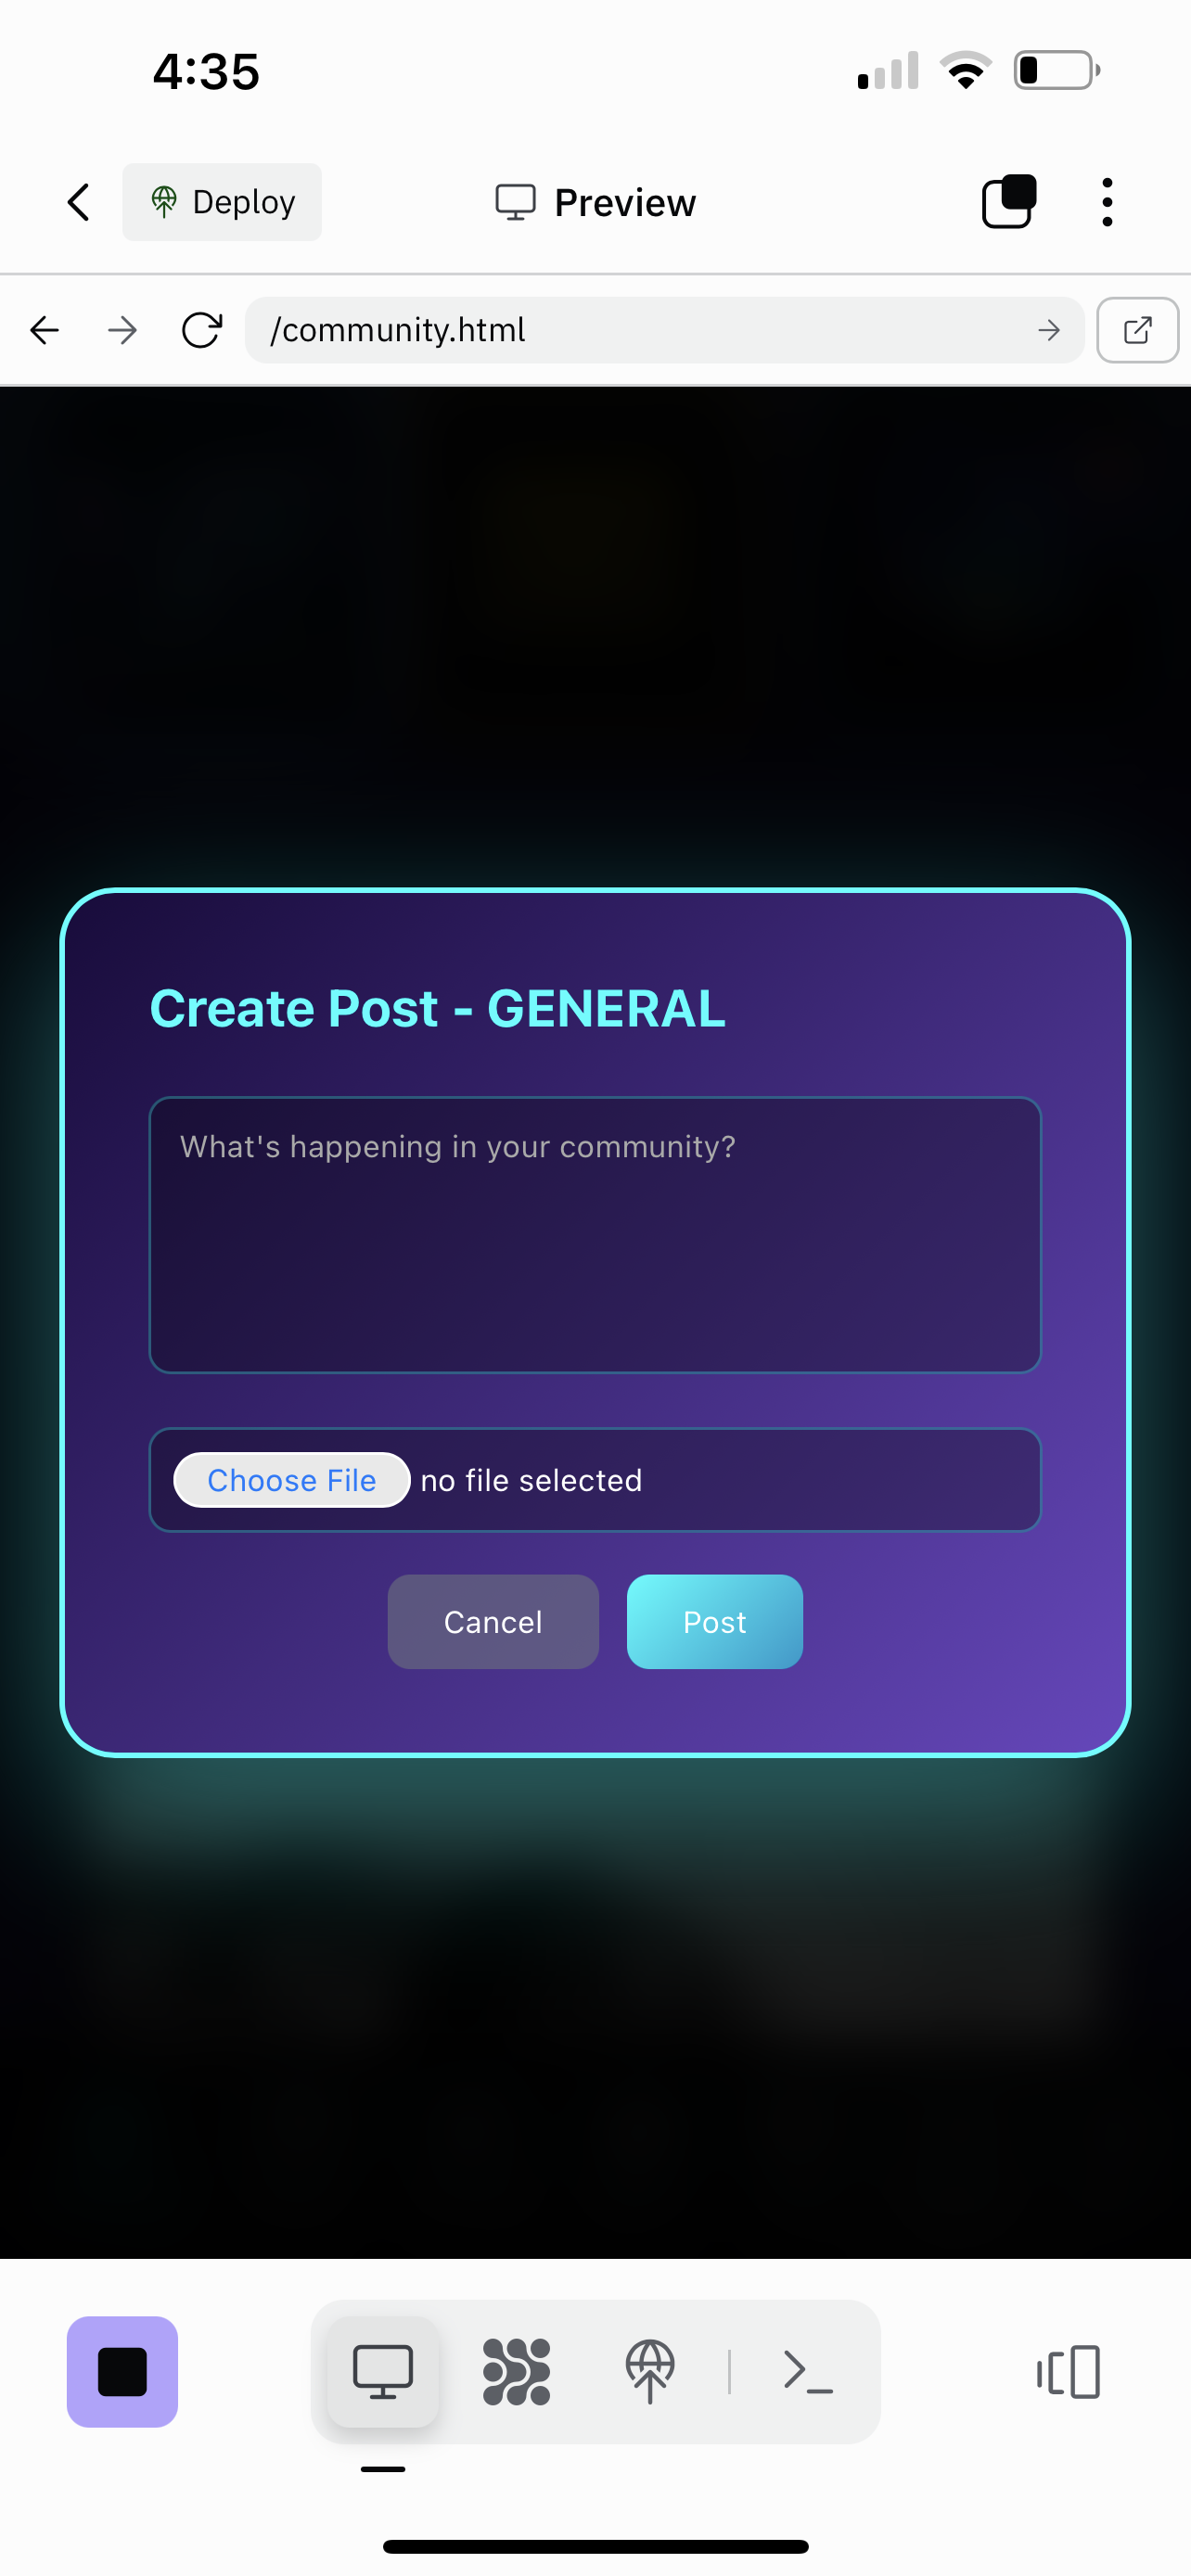 4:35
Deploy
Preview
/community.html
Create Post - GENERAL
What's happening in your community?
Choose File no file selected
Cancel
Post